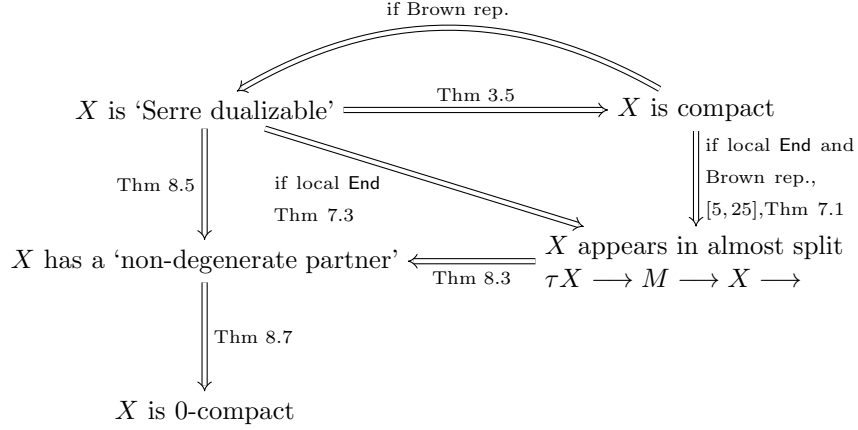 if Brown rep.
X is ‘Serre dualizable’
Thm 3.5
X is compact
Thm 8.5
if local End
Thm 7.3
if local End and
Brown rep.,
[5, 25],Thm 7.1
X has a ‘non-degenerate partner’
Thm 8.3
X appears in almost split
τX ⟶ M ⟶ X ⟶
Thm 8.7
X is 0-compact